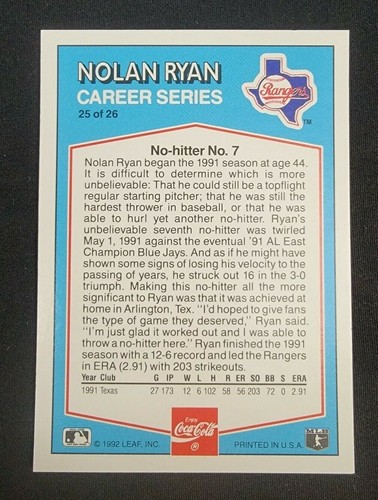 NOLAN RYAN
CAREER SERIES
25 of 26
Rangers
TM
No-hitter No. 7
Nolan Ryan began the 1991 season at age 44.
It is difficult to determine which is more
unbelievable: That he could still be a topflight
regular starting pitcher; that he was still the
hardest thrower in baseball, or that he was
able to hurl yet another no-hitter. Ryan's
unbelievable seventh no-hitter was twirled
May 1, 1991 against the eventual '91 AL East
Champion Blue Jays. And as if he might have
shown some signs of losing his velocity to the
passing of years, he struck out 16 in the 3-0
triumph. Making this no-hitter all the more
significant to Ryan was that it was achieved at
home in Arlington, Tex. "I'd hoped to give fans
the type of game they deserved," Ryan said.
"I'm just glad it worked out and I was able to
throw a no-hitter here." Ryan finished the 1991
season with a 12-6 record and led the Rangers
in ERA (2.91) with 203 strikeouts.
Year Club G IP W L H R ER SO BB S ERA
1991 Texas 27 173 12 6 102 58 56 203 72 0 2.91
Enjoy
Coca-Cola
®
© 1992 LEAF, INC.
PRINTED IN U.S.A.